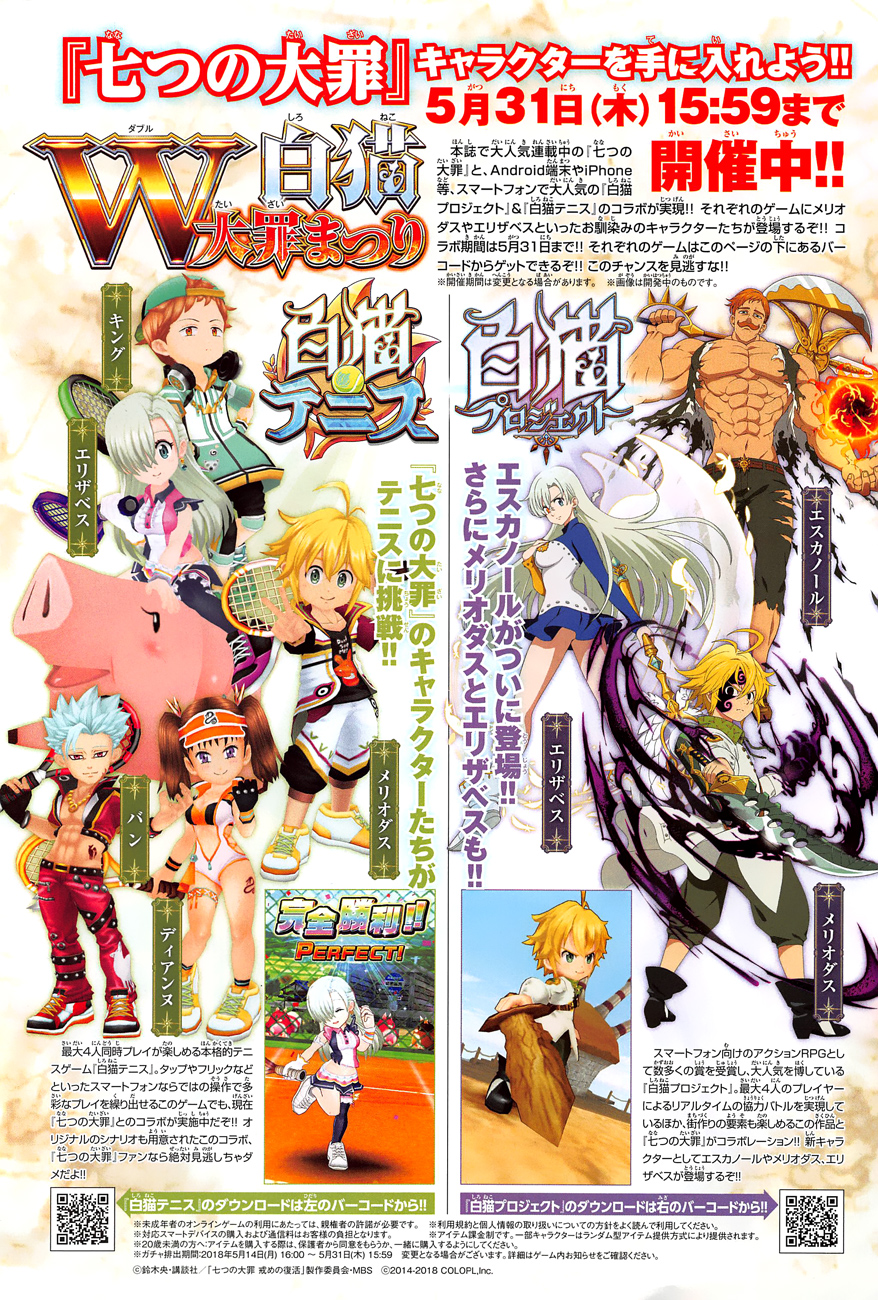 『七つの大罪』キャラクターを手に入れよう!!
5月31日(木)15:59まで
開催中!!
W白猫
大罪まつり
本誌で大人気連載中の『七つの
大罪』と、Android端末やiPhone
等、スマートフォンで大人気の『白猫
プロジェクト』&『白猫テニス』のコラボが実現!! それぞれのゲームにメリオ
ダスやエリザベスといったお馴染みのキャラクターたちが登場するぞ!! コ
ラボ期間は5月31日まで!! それぞれのゲームはこのページの下にあるバー
コードからゲットできるぞ!! このチャンスを見逃すな!!
※開催期間は変更となる場合があります。 ※画像は開発中のものです。
白猫
テニス
キング
エリザベス
『七つの大罪』のキャラクターたちが
テニスに挑戦!!
メリオダス
バン
ディアンヌ
完全勝利!!
PERFECT!
最大4人同時プレイが楽しめる本格的テニ
スゲーム『白猫テニス』。タップやフリックなど
といったスマートフォンならではの操作で多
彩なプレイを繰り出せるこのゲームでも、現在
『七つの大罪』とのコラボが実施中だぞ!! オ
リジナルのシナリオも用意されたこのコラボ、
『七つの大罪』ファンなら絶対見逃しちゃダ
メだよ!!
『白猫テニス』のダウンロードは左のバーコードから!!
白猫
プロジェクト
エスカノールがついに登場!!
さらにメリオダスとエリザベスも!!
エスカノール
エリザベス
メリオダス
スマートフォン向けのアクションRPGとし
て数多くの賞を受賞し、大人気を博している
『白猫プロジェクト』。最大4人のプレイヤー
によるリアルタイムの協力バトルを実現して
いるほか、街作りの要素も楽しめるこの作品と
『七つの大罪』がコラボレーション!! 新キャラ
クターとしてエスカノールやメリオダス、エリ
ザベスが登場するぞ!!
『白猫プロジェクト』のダウンロードは右のバーコードから!!
※未成年者のオンラインゲームの利用にあたっては、親権者の許諾が必要です。 ※利用規約と個人情報の取り扱いについての方針をよく読んで利用してください。
※対応スマートデバイスの購入および通信料はお客様の負担となります。 ※アイテム課金制です。一部キャラクターはランダム型アイテム提供方式により提供されます。
※20歳未満の方へ:アイテムを購入する際は、保護者から同意をもらうか、一緒に購入するようにしてください。
※ガチャ排出期間:2018年5月14日(月) 16:00 ~ 5月31日(木) 15:59 変更となる場合がございます。詳細はゲーム内お知らせをご確認ください。
©鈴木央・講談社/「七つの大罪 戒めの復活」製作委員会・MBS ©2014-2018 COLOPL,Inc.